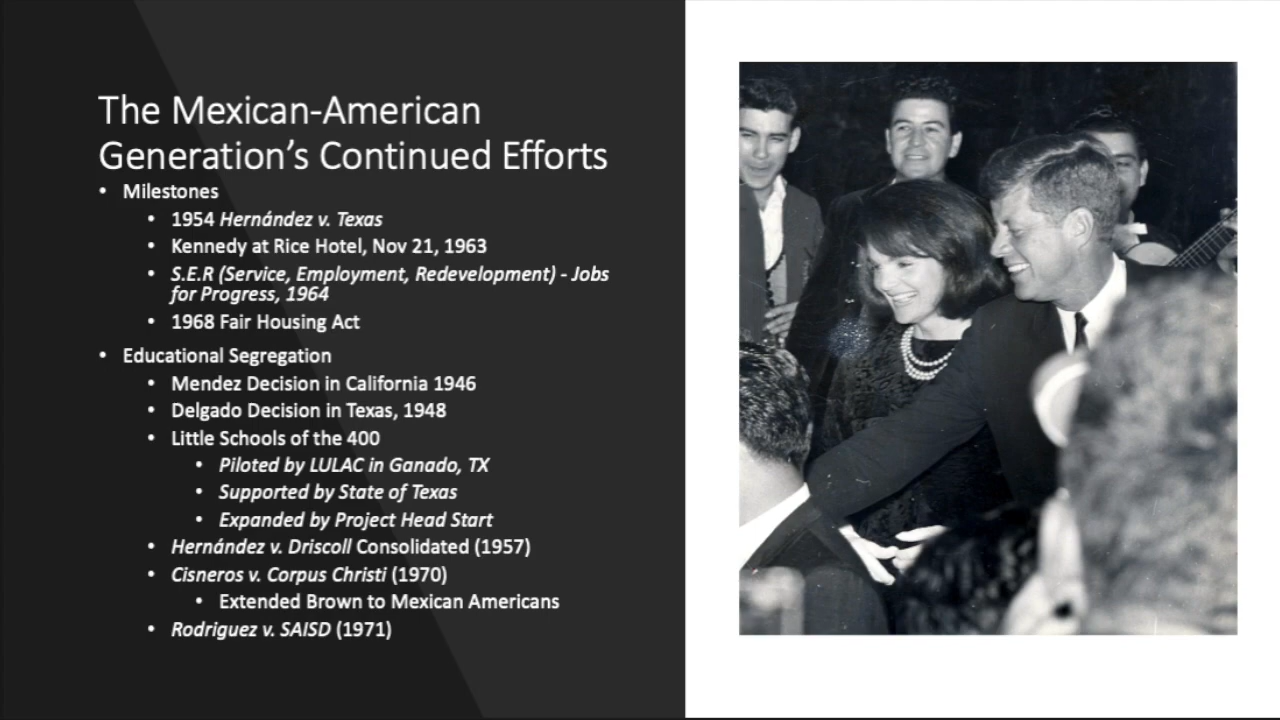 The Mexican-American
Generation's Continued Efforts
• Milestones
• 1954 Hernández v. Texas
• Kennedy at Rice Hotel, Nov 21, 1963
• S.E.R (Service, Employment, Redevelopment) - Jobs
for Progress, 1964
• 1968 Fair Housing Act
• Educational Segregation
• Mendez Decision in California 1946
• Delgado Decision in Texas, 1948
• Little Schools of the 400
• Piloted by LULAC in Ganado, TX
• Supported by State of Texas
• Expanded by Project Head Start
• Hernández v. Driscoll Consolidated (1957)
• Cisneros v. Corpus Christi (1970)
• Extended Brown to Mexican Americans
• Rodriguez v. SAISD (1971)